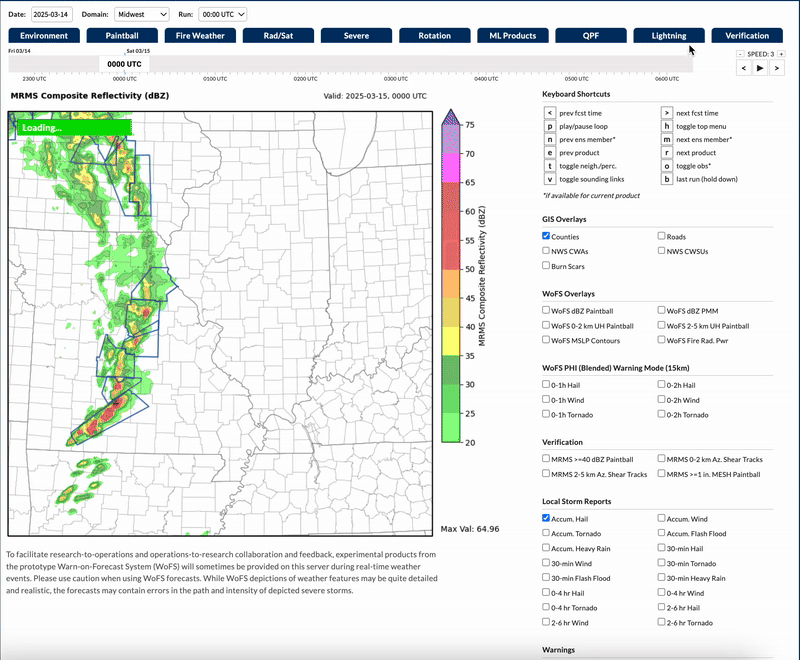 Date: 2025-03-14 Domain: Midwest Run: 00:00 UTC
Environment Paintball Fire Weather Rad/Sat Severe Rotation ML Products QPF Lightning Verification
Fri 03/14 Sat 03/15 - SPEED: 3 +
0000 UTC < ▶ >
2300 UTC 0000 UTC 0100 UTC 0200 UTC 0300 UTC 0400 UTC 0500 UTC 0600 UTC
MRMS Composite Reflectivity (dBZ) Valid: 2025-03-15, 0000 UTC
Loading...
75
70
65
60
55
50
45
40
35
30
25
20
MRMS Composite Reflectivity (dBZ)
Max Val: 64.96
To facilitate research-to-operations and operations-to-research collaboration and feedback, experimental products from
the prototype Warn-on-Forecast System (WoFS) will sometimes be provided on this server during real-time weather
events. Please use caution when using WoFS forecasts. While WoFS depictions of weather features may be quite detailed
and realistic, the forecasts may contain errors in the path and intensity of depicted severe storms.
Keyboard Shortcuts
< prev fcst time > next fcst time
p play/pause loop h toggle top menu
n prev ens member* m next ens member*
e prev product r next product
t toggle neigh./perc. o toggle obs*
v toggle sounding links b last run (hold down)
*if available for current product
GIS Overlays
Counties Roads
NWS CWAs NWS CWSUs
Burn Scars
WoFS Overlays
WoFS dBZ Paintball WoFS dBZ PMM
WoFS 0-2 km UH Paintball WoFS 2-5 km UH Paintball
WoFS MSLP Contours WoFS Fire Rad. Pwr
WoFS PHI (Blended) Warning Mode (15km)
0-1h Hail 0-2h Hail
0-1h Wind 0-2h Wind
0-1h Tornado 0-2h Tornado
Verification
MRMS >=40 dBZ Paintball MRMS 0-2 km Az. Shear Tracks
MRMS 2-5 km Az. Shear Tracks MRMS >=1 in. MESH Paintball
Local Storm Reports
Accum. Hail Accum. Wind
Accum. Tornado Accum. Flash Flood
Accum. Heavy Rain 30-min Hail
30-min Wind 30-min Tornado
30-min Flash Flood 30-min Heavy Rain
0-4 hr Hail 0-4 hr Wind
0-4 hr Tornado 2-6 hr Hail
2-6 hr Wind 2-6 hr Tornado
Warnings